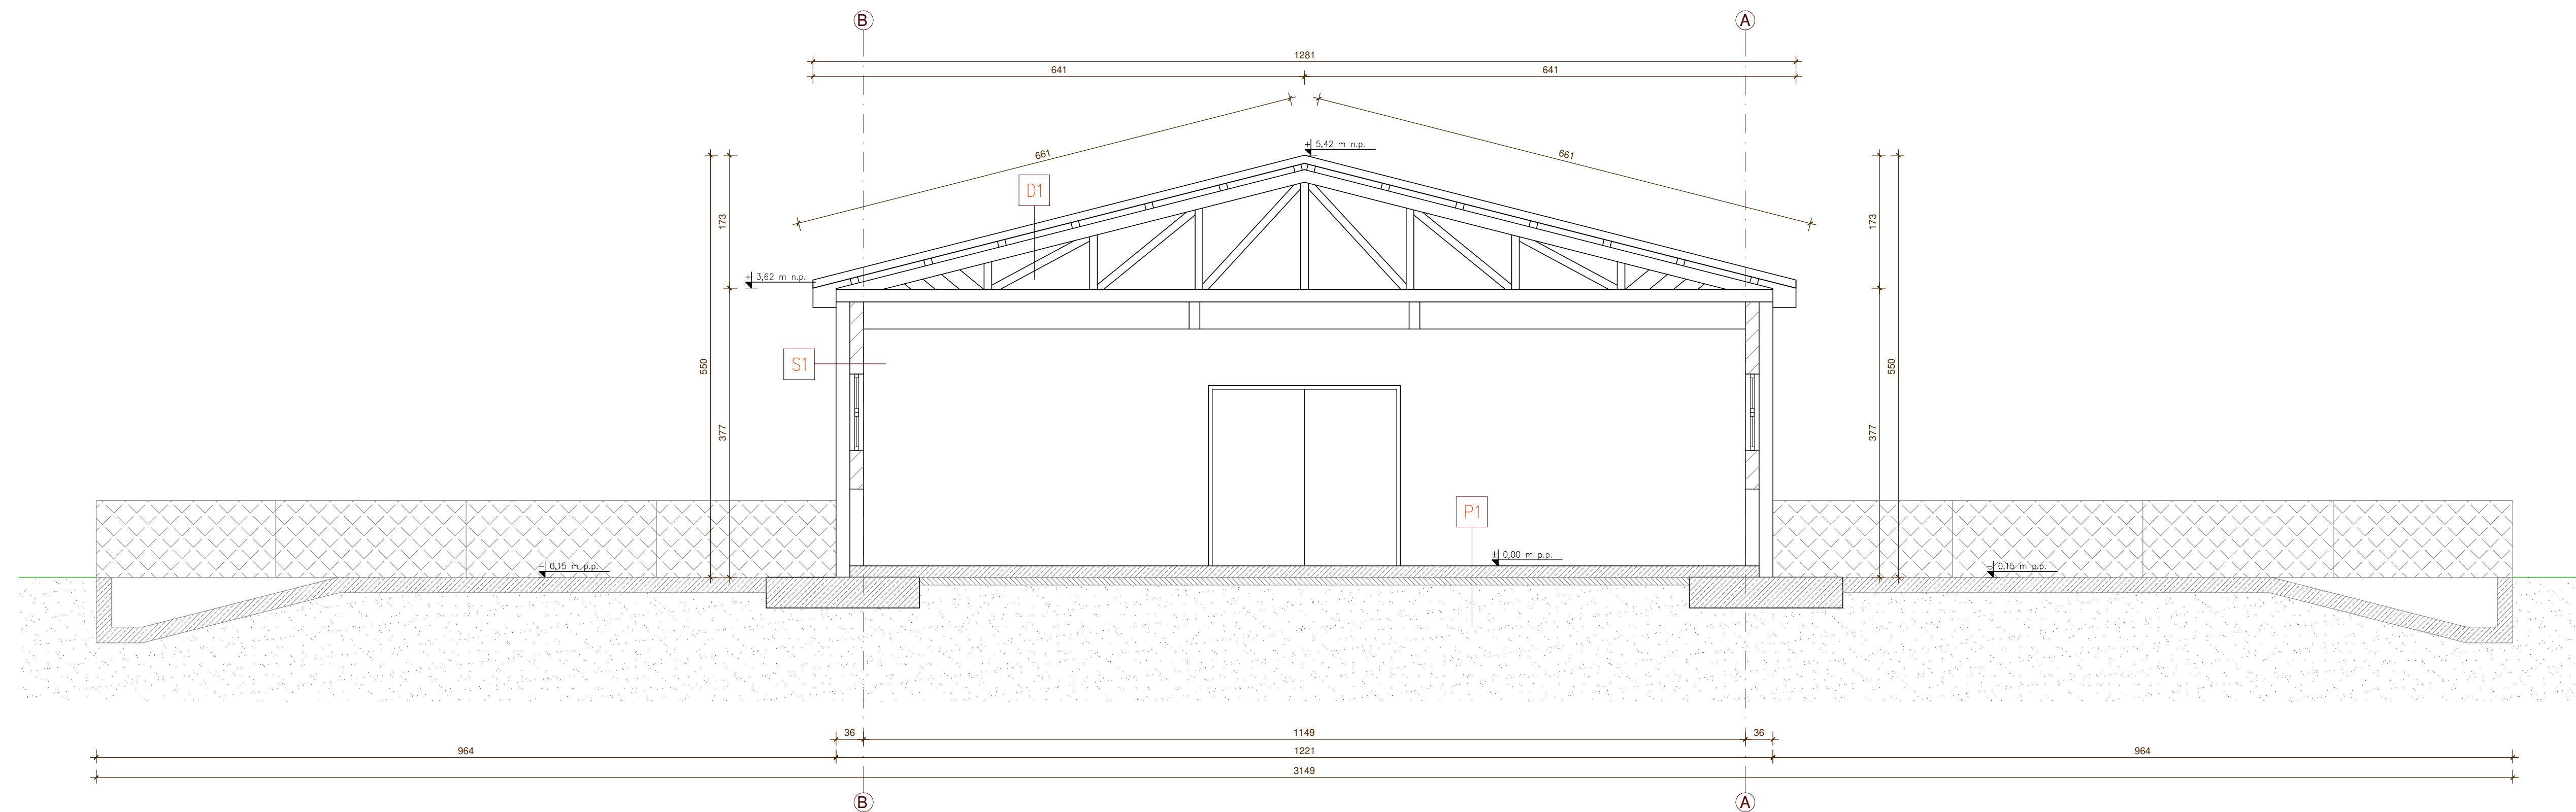 B
A
1281
641
641
661
661
+ 5,42 m n.p.
D1
173
173
+ 3,62 m n.p.
S1
550
550
377
377
P1
± 0,00 m p.p.
- 0,15 m p.p.
- 0,15 m p.p.
36
1149
36
964
1221
964
3149
B
A